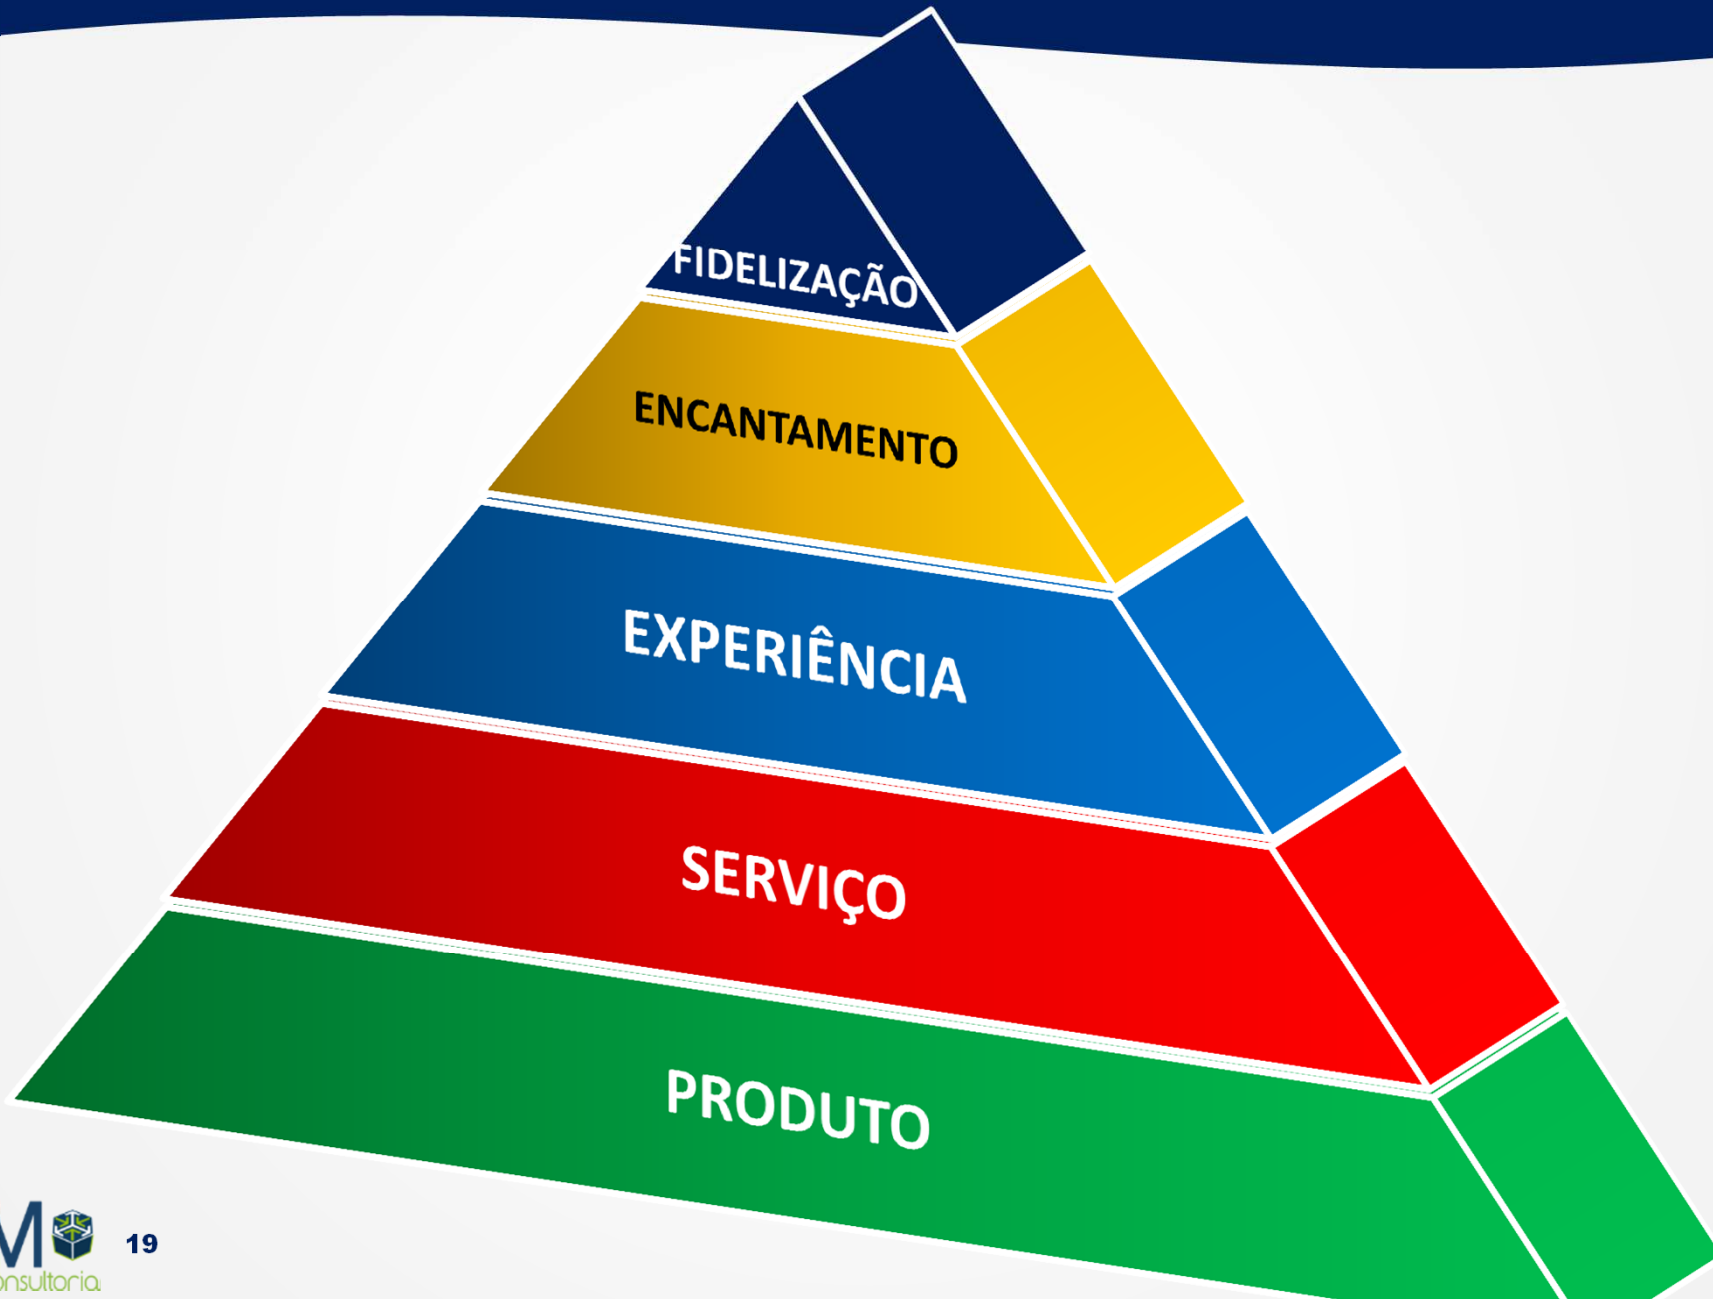 FIDELIZAÇÃO
ENCANTAMENTO
EXPERIÊNCIA
SERVIÇO
PRODUTO
19